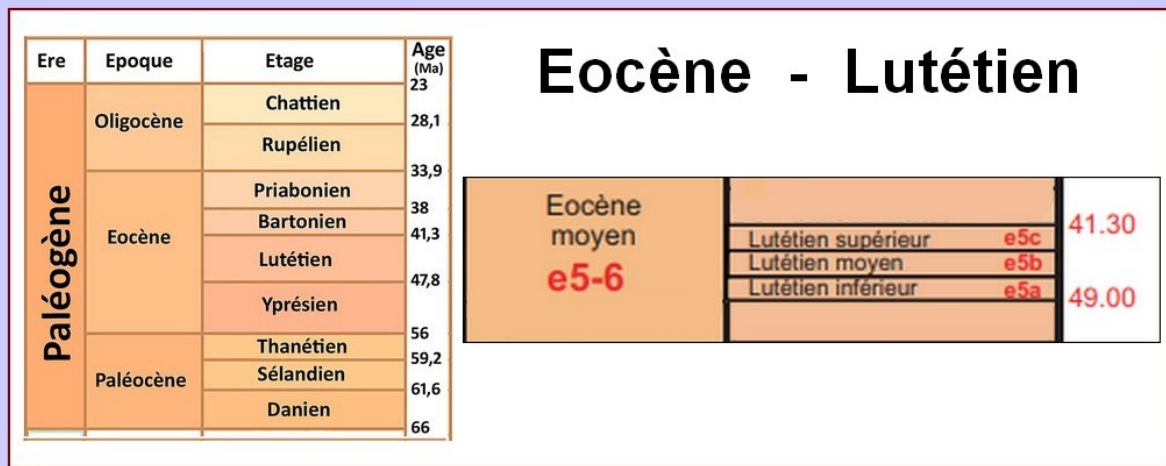 Eocène - Lutétien
Ere Epoque Etage Age
(Ma)
23
Chattien
Oligocène
28,1
Rupélien
33,9
Priabonien
38
Bartonien
Eocène
41,3
Lutétien
47,8
Yprésien
56
Thanétien
59,2
Paléocène
Sélandien
61,6
Danien
66
Paléogène
Eocène
moyen
e5-6
41.30
Lutétien supérieur e5c
Lutétien moyen e5b
Lutétien inférieur e5a
49.00